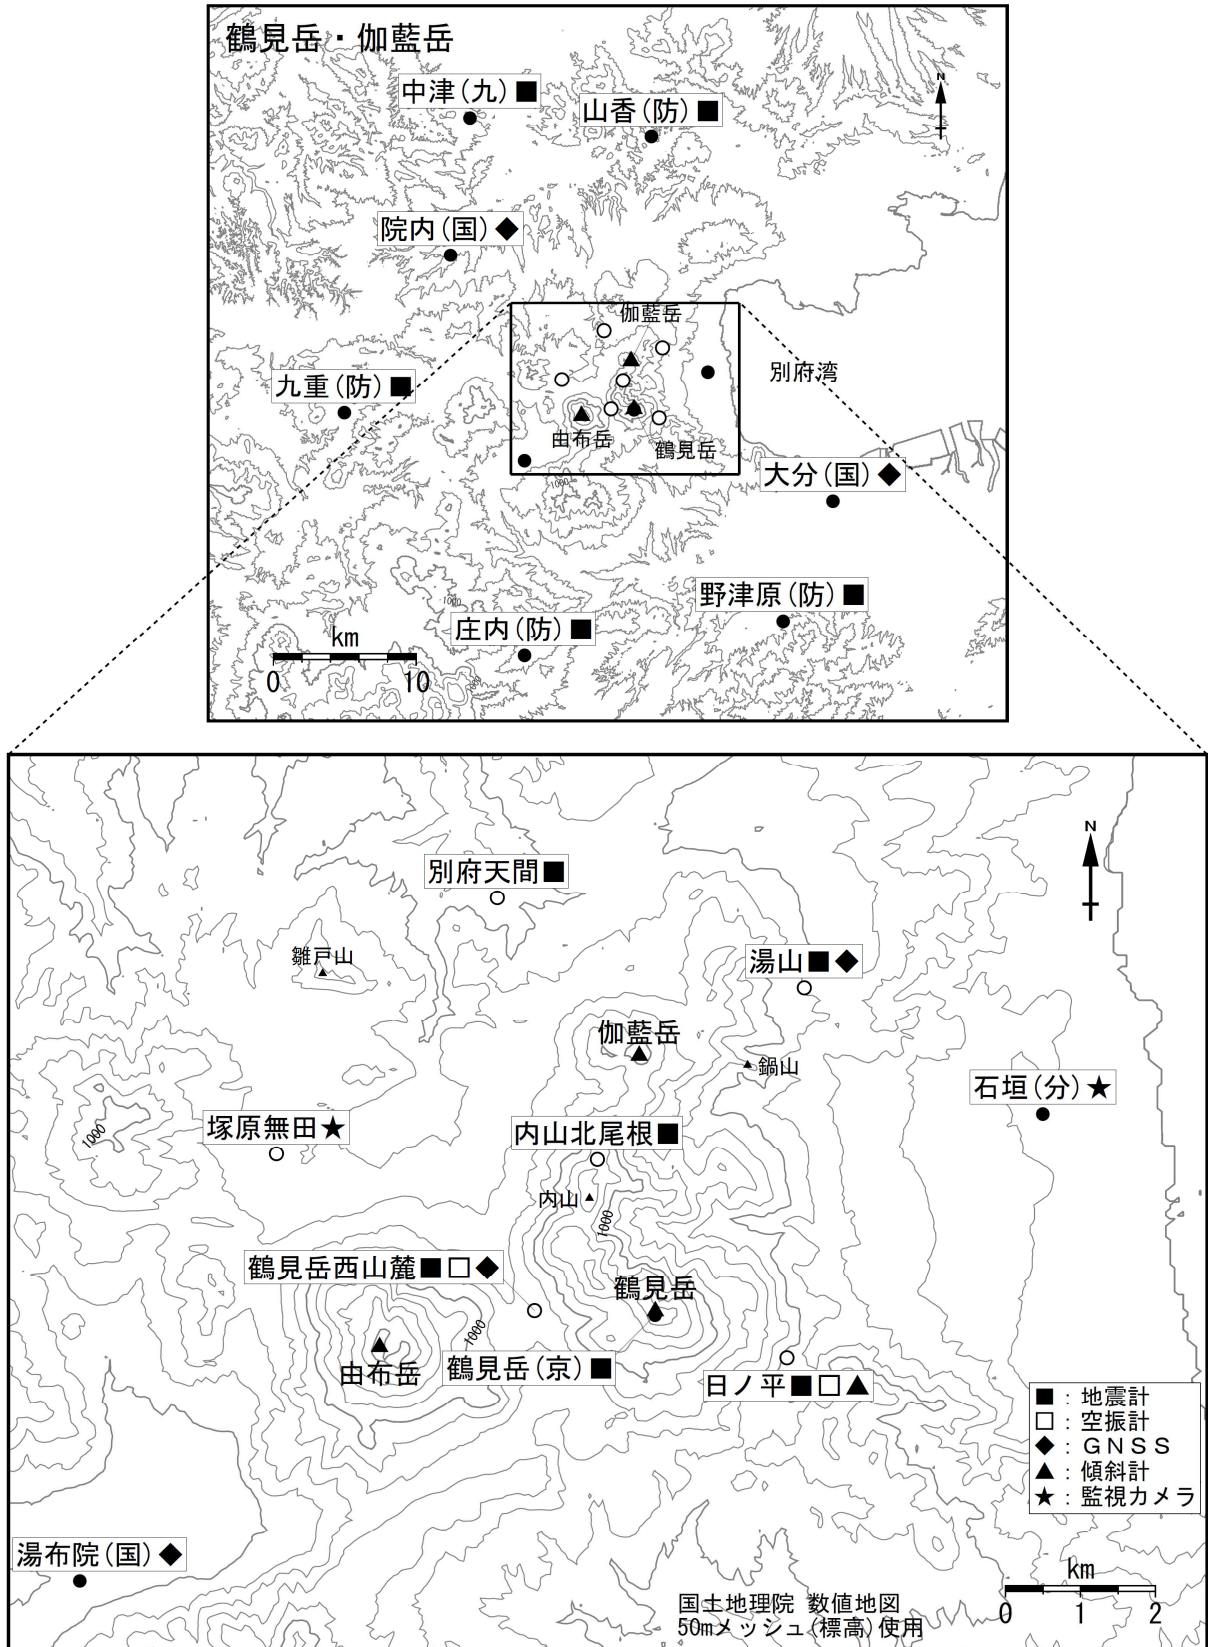 鶴見岳・伽藍岳
N
中津(九)■
山香(防)■
院内(国)◆
伽藍岳
別府湾
九重(防)■
由布岳
鶴見岳
大分(国)◆
1000
1000
野津原(防)■
庄内(防)■
km
0 10
1000
別府天間■
N
雛戸山
湯山■◆
伽藍岳
鍋山
石垣(分)★
塚原無田★
内山北尾根■
1000
内山
1000
鶴見岳西山麓■□◆
鶴見岳
1000
由布岳
鶴見岳(京)■
日ノ平■□▲
■：地震計
□：空振計
◆：ＧＮＳＳ
▲：傾斜計
★：監視カメラ
湯布院(国)◆
km
0 1 2
国土地理院 数値地図
50mメッシュ(標高)使用